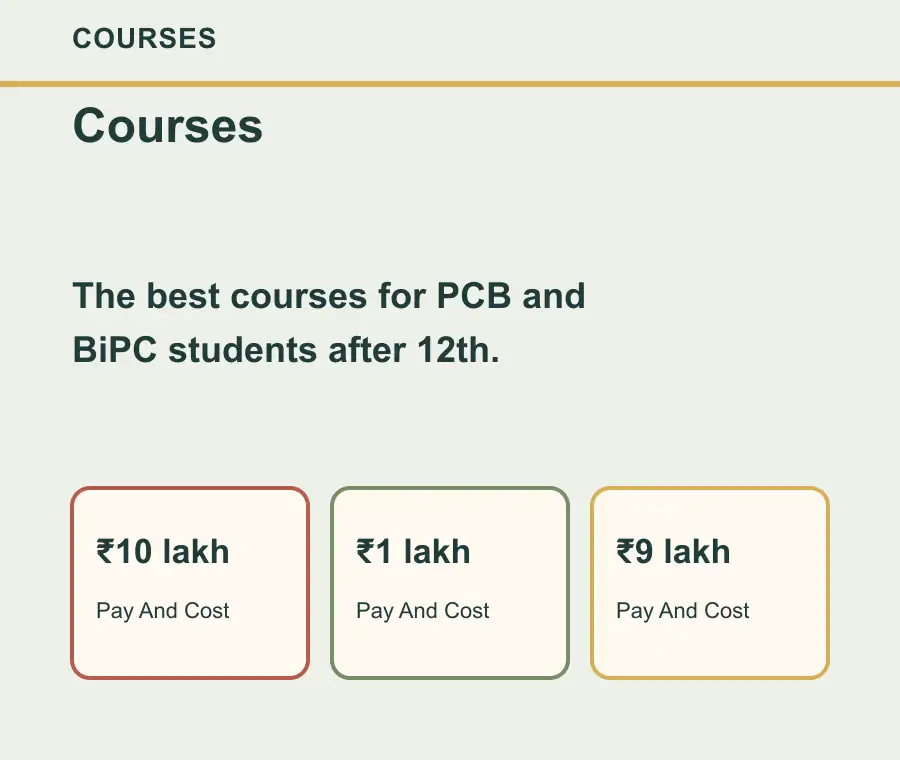 COURSES
Courses
The best courses for PCB and
BiPC students after 12th.
₹10 lakh
Pay And Cost
₹1 lakh
Pay And Cost
₹9 lakh
Pay And Cost